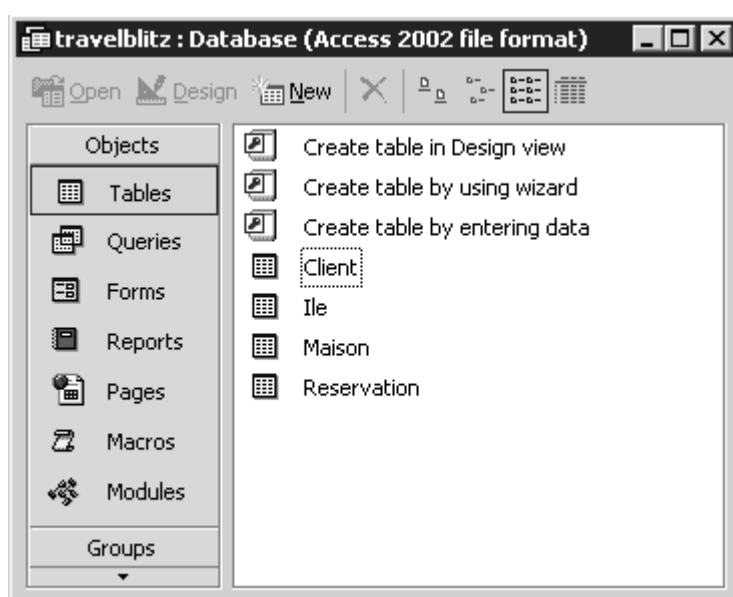 travelblitz : Database (Access 2002 file format)
Open Design New
Objects
Tables
Queries
Forms
Reports
Pages
Macros
Modules
Groups
Create table in Design view
Create table by using wizard
Create table by entering data
Client
Ile
Maison
Reservation